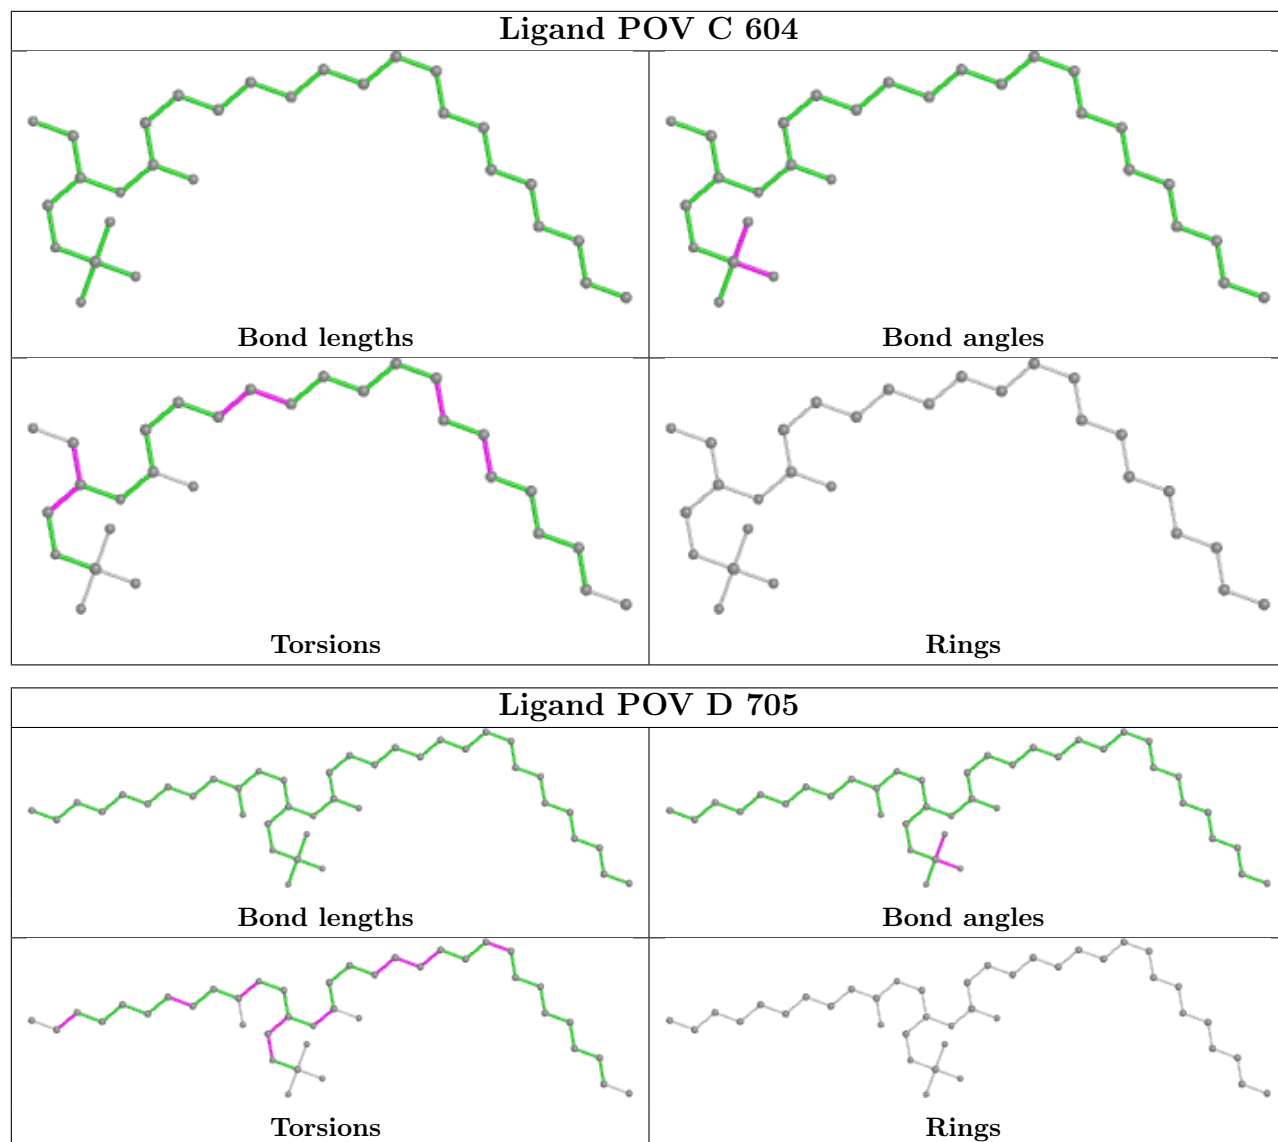 Ligand POV C 604
Bond lengths
Bond angles
Torsions
Rings
Ligand POV D 705
Bond lengths
Bond angles
Torsions
Rings